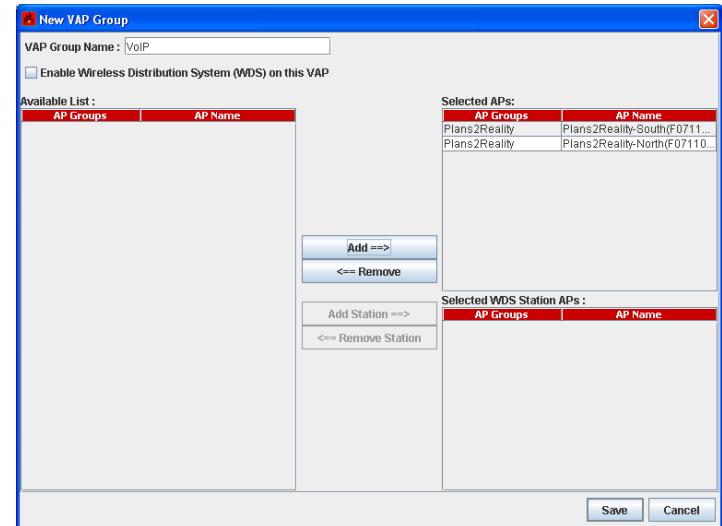 New VAP Group
VAP Group Name : VoIP
Enable Wireless Distribution System (WDS) on this VAP
Available List :
AP Groups AP Name
Selected APs:
AP Groups AP Name
Plans2Reality Plans2Reality-South(F0711...
Plans2Reality Plans2Reality-North(F07110...
Add ==>
<== Remove
Add Station ==>
<== Remove Station
Selected WDS Station APs :
AP Groups AP Name
Save Cancel